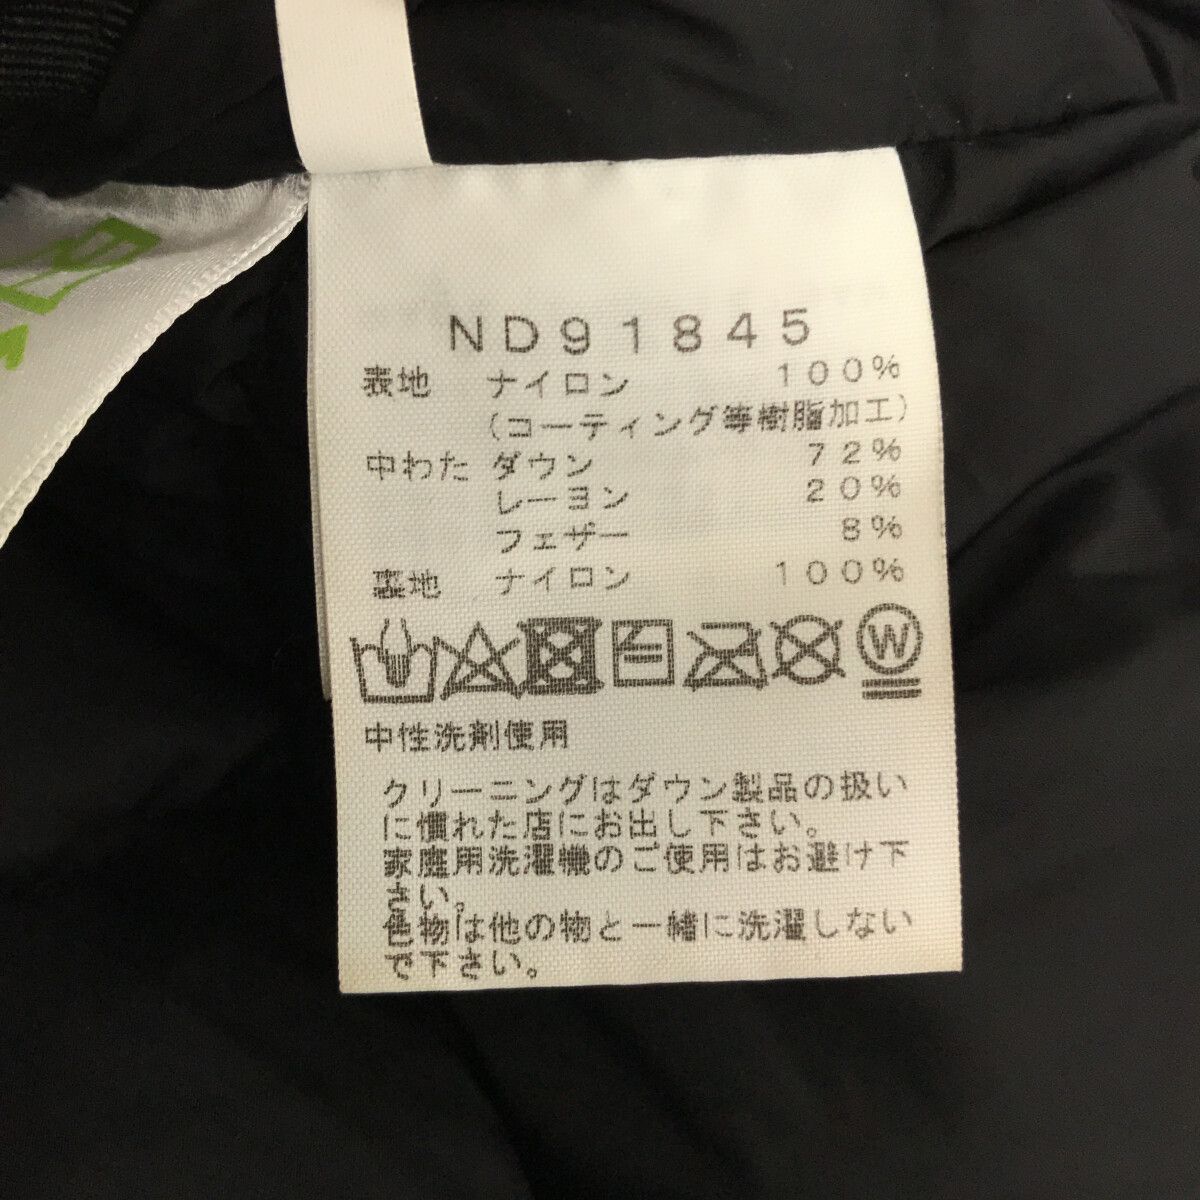 ND91845
表地 ナイロン 100%
(コーティング等樹脂加工)
中わた ダウン 72%
レーヨン 20%
フェザー 8%
裏地 ナイロン 100%
W
中性洗剤使用
クリーニングはダウン製品の扱い
に慣れた店にお出し下さい。
家庭用洗濯機のご使用はお避け下
さい。
色物は他の物と一緒に洗濯しない
で下さい。